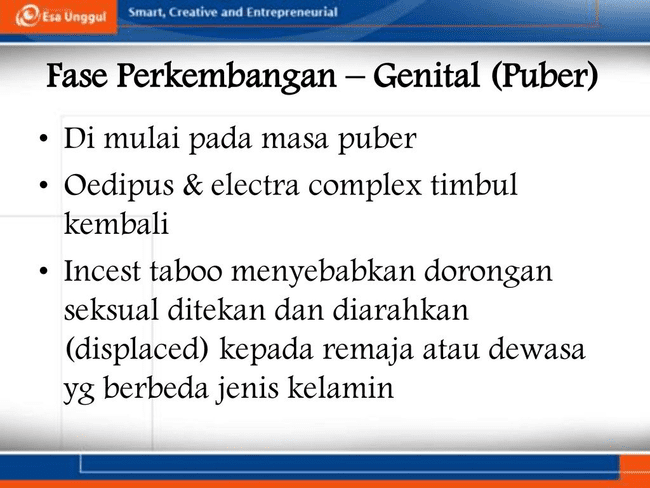 Esa Unggul
Smart, Creative and Entrepreneurial
Fase Perkembangan – Genital (Puber)
• Di mulai pada masa puber
• Oedipus & electra complex timbul
kembali
• Incest taboo menyebabkan dorongan
seksual ditekan dan diarahkan
(displaced) kepada remaja atau dewasa
yg berbeda jenis kelamin